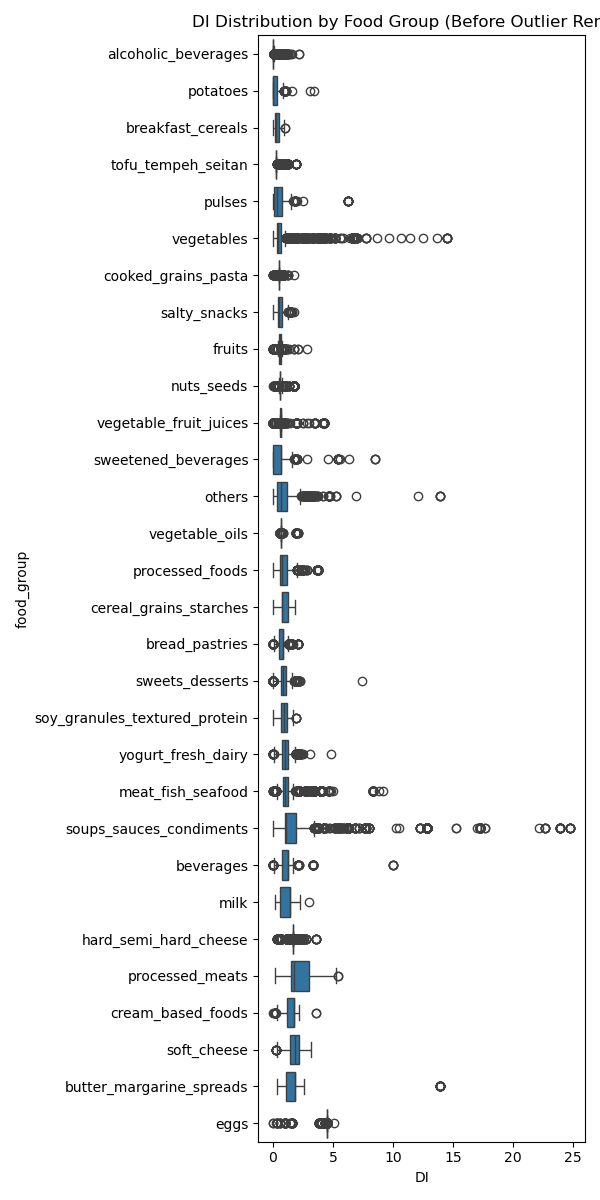 DI Distribution by Food Group (Before Outlier Rer
alcoholic_beverages
potatoes
breakfast_cereals
tofu_tempeh_seitan
pulses
vegetables
cooked_grains_pasta
salty_snacks
fruits
nuts_seeds
vegetable_fruit_juices
sweetened_beverages
others
vegetable_oils
processed_foods
cereal_grains_starches
bread_pastries
sweets_desserts
soy_granules_textured_protein
yogurt_fresh_dairy
meat_fish_seafood
soups_sauces_condiments
beverages
milk
hard_semi_hard_cheese
processed_meats
cream_based_foods
soft_cheese
butter_margarine_spreads
eggs
food_group
0 5 10 15 20 25
DI